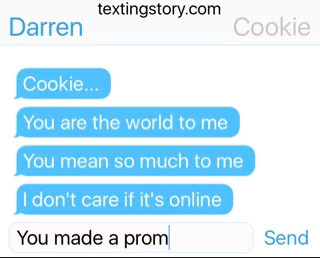 textingstory.com
Darren Cookie
Cookie...
You are the world to me
You mean so much to me
I don't care if it's online
You made a prom Send